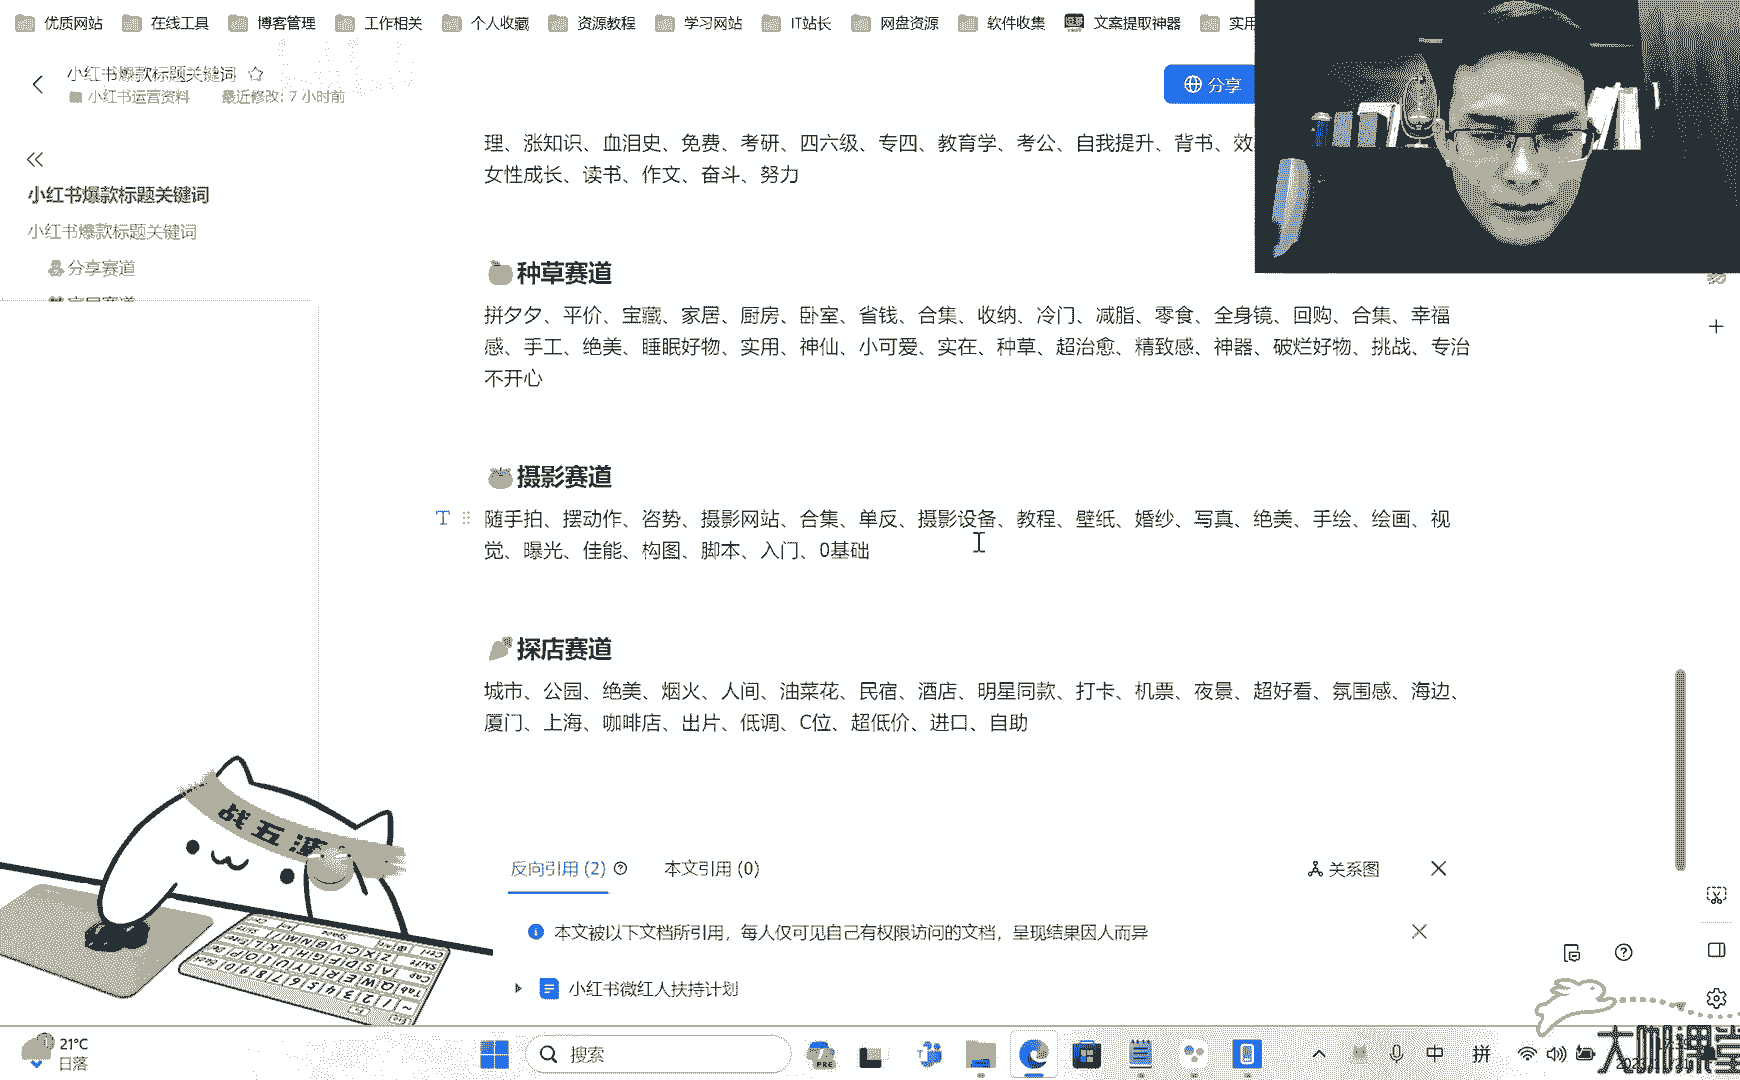 优质网站 在线工具 博客管理 工作相关 个人收藏 资源教程 学习网站 IT站长 网盘资源 软件收集 文案提取神器 实用
小红书爆款标题关键词
小红书运营资料 最近修改: 7 小时前
分享
小红书爆款标题关键词
小红书爆款标题关键词
分享赛道
理、涨知识、血泪史、免费、考研、四六级、专四、教育学、考公、自我提升、背书、效
女性成长、读书、作文、奋斗、努力
种草赛道
拼夕夕、平价、宝藏、家居、厨房、卧室、省钱、合集、收纳、冷门、减脂、零食、全身镜、回购、合集、幸福
感、手工、绝美、睡眠好物、实用、神仙、小可爱、实在、种草、超治愈、精致感、神器、破烂好物、挑战、专治
不开心
摄影赛道
随手拍、摆动作、咨势、摄影网站、合集、单反、摄影设备、教程、壁纸、婚纱、写真、绝美、手绘、绘画、视
觉、曝光、佳能、构图、脚本、入门、0基础
探店赛道
城市、公园、绝美、烟火、人间、油菜花、民宿、酒店、明星同款、打卡、机票、夜景、超好看、氛围感、海边、
厦门、上海、咖啡店、出片、低调、C位、超低价、进口、自助
反向引用 (2) 本文引用 (0) 关系图
本文被以下文档所引用，每人仅可见自己有权限访问的文档，呈现结果因人而异
小红书微红人扶持计划
战五渣
21°C
日落
搜索
PRE
中 拼
大咖课堂